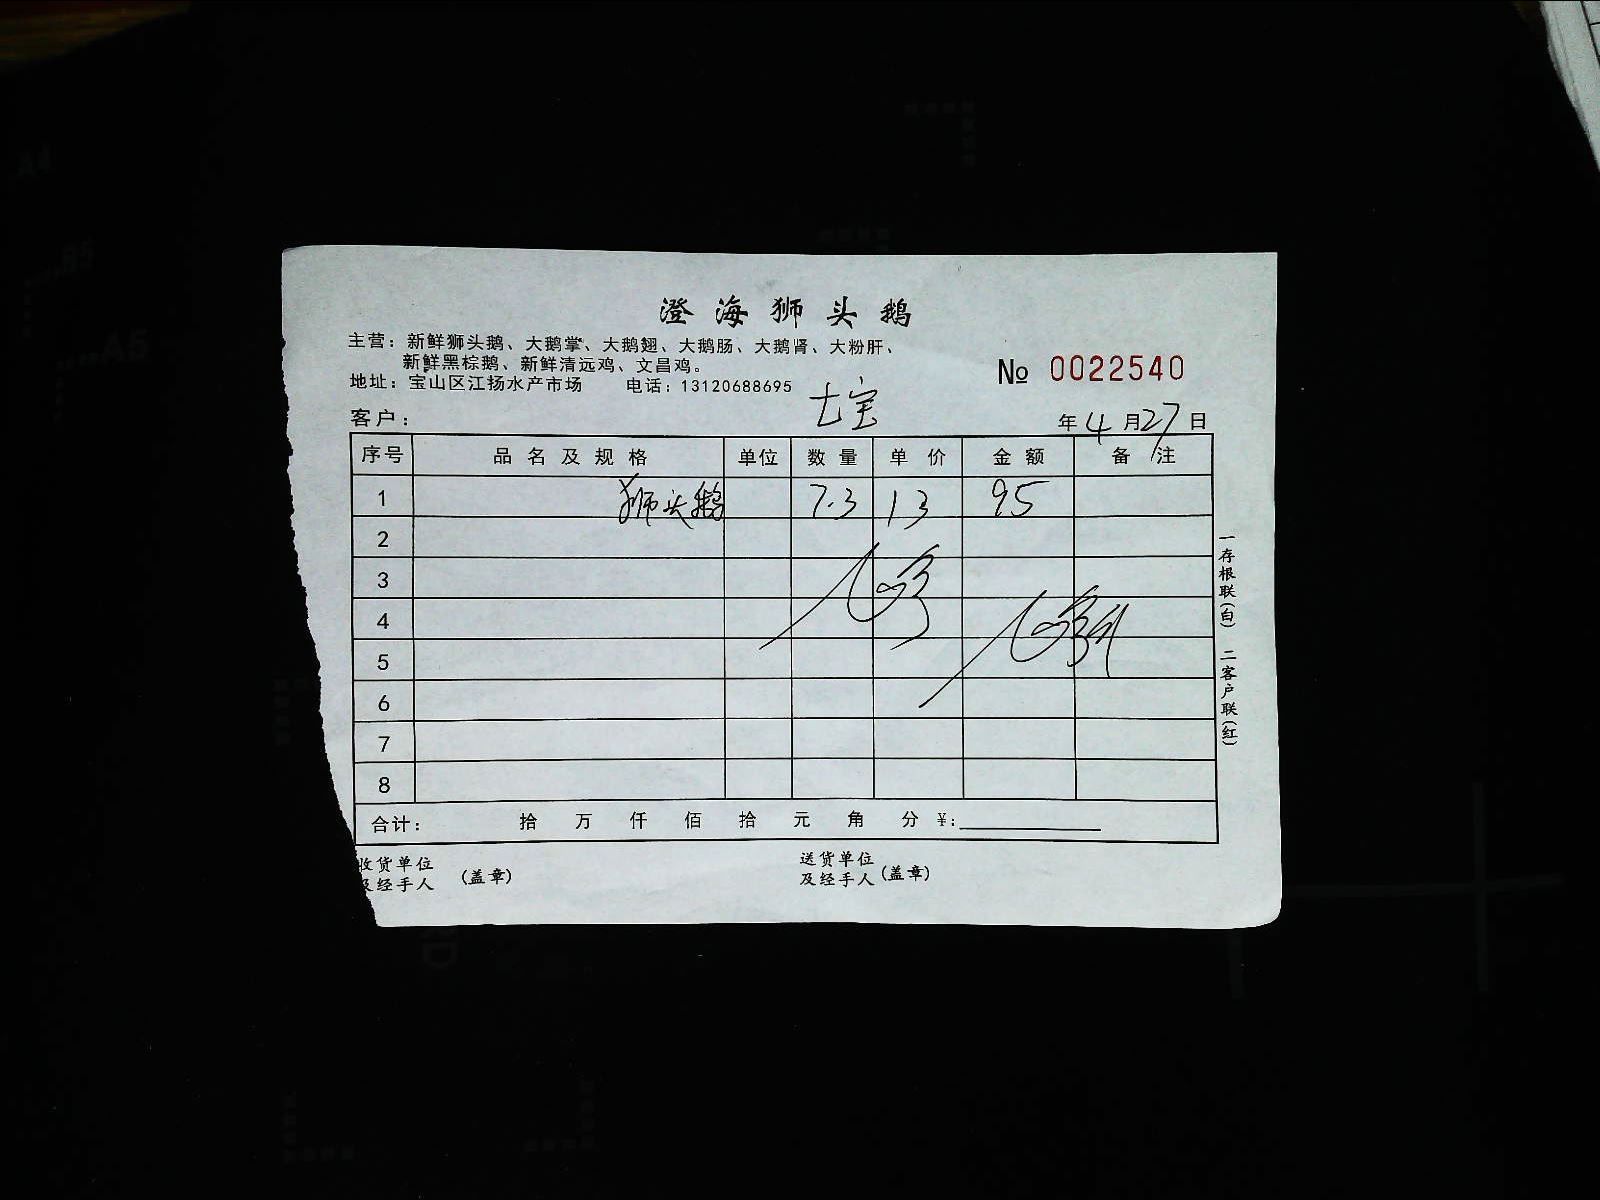 澄海狮头鹅
主营：新鲜狮头鹅、大鹅掌、大鹅翅、大鹅肠、大鹅肾、大粉肝、
新鲜黑棕鹅、新鲜清远鸡、文昌鸡。
№ 0022540
地址：宝山区江扬水产市场 电话：13120688695
客户： 七宝 年 4 月 27 日
序号 品名及规格 单位 数量 单价 金额 备注
1 狮头鹅 7.3 13 95
2
3
4
5
6
7
8
合计： 拾 万 仟 佰 拾 元 角 分 ¥:
收货单位
及经手人 (盖章)
送货单位
及经手人 (盖章)
一存根联(白) 二客户联(红)
A4
B5
A5